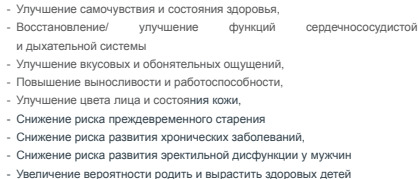 - Улучшение самочувствия и состояния здоровья,
- Восстановление/ улучшение функций сердечнососудистой
и дыхательной системы
- Улучшение вкусовых и обонятельных ощущений,
- Повышение выносливости и работоспособности,
- Улучшение цвета лица и состояния кожи,
- Снижение риска преждевременного старения
- Снижение риска развития хронических заболеваний,
- Снижение риска развития эректильной дисфункции у мужчин
- Увеличение вероятности родить и вырастить здоровых детей